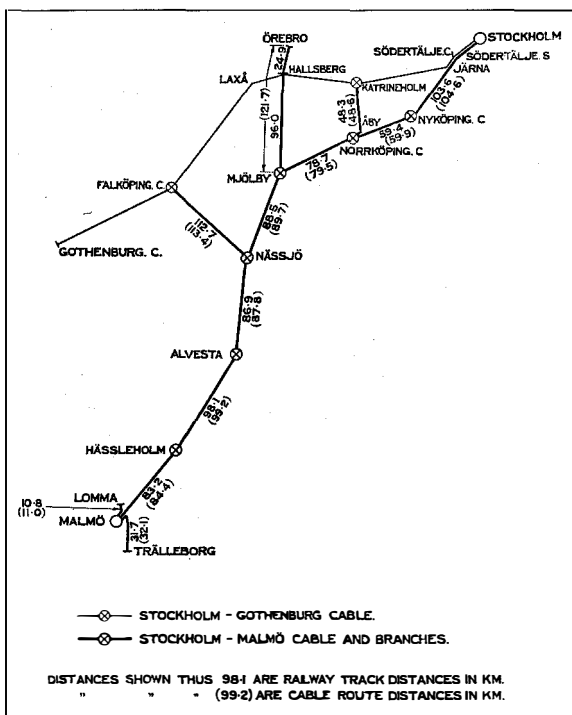 STOCKHOLM
ÖREBRO
SÖDERTÄLJE.C.
SÖDERTÄLJE. S
JÄRNA
24.9
HALLSBERG
LAXÅ
KATRINEHOLM
103.6
(104.6)
(121.7)
96.0
48.3
(48.6)
ÅBY
NYKÖPING. C
59.4
(59.9)
NORRKÖPING. C
78.7
(79.5)
MJÖLBY
FALKÖPING. C.
88.5
(89.7)
112.7
(113.4)
GOTHENBURG. C.
NÄSSJÖ
86.9
(87.8)
ALVESTA
98.1
(99.2)
HÄSSLEHOLM
83.2
(84.4)
LOMMA
10.8
(11.0)
MALMÖ
31.7
(32.1)
TRÄLLEBORG
STOCKHOLM - GOTHENBURG CABLE.
STOCKHOLM - MALMÖ CABLE AND BRANCHES.
DISTANCES SHOWN THUS 98.1 ARE RAILWAY TRACK DISTANCES IN KM.
" " " (99.2) ARE CABLE ROUTE DISTANCES IN KM.